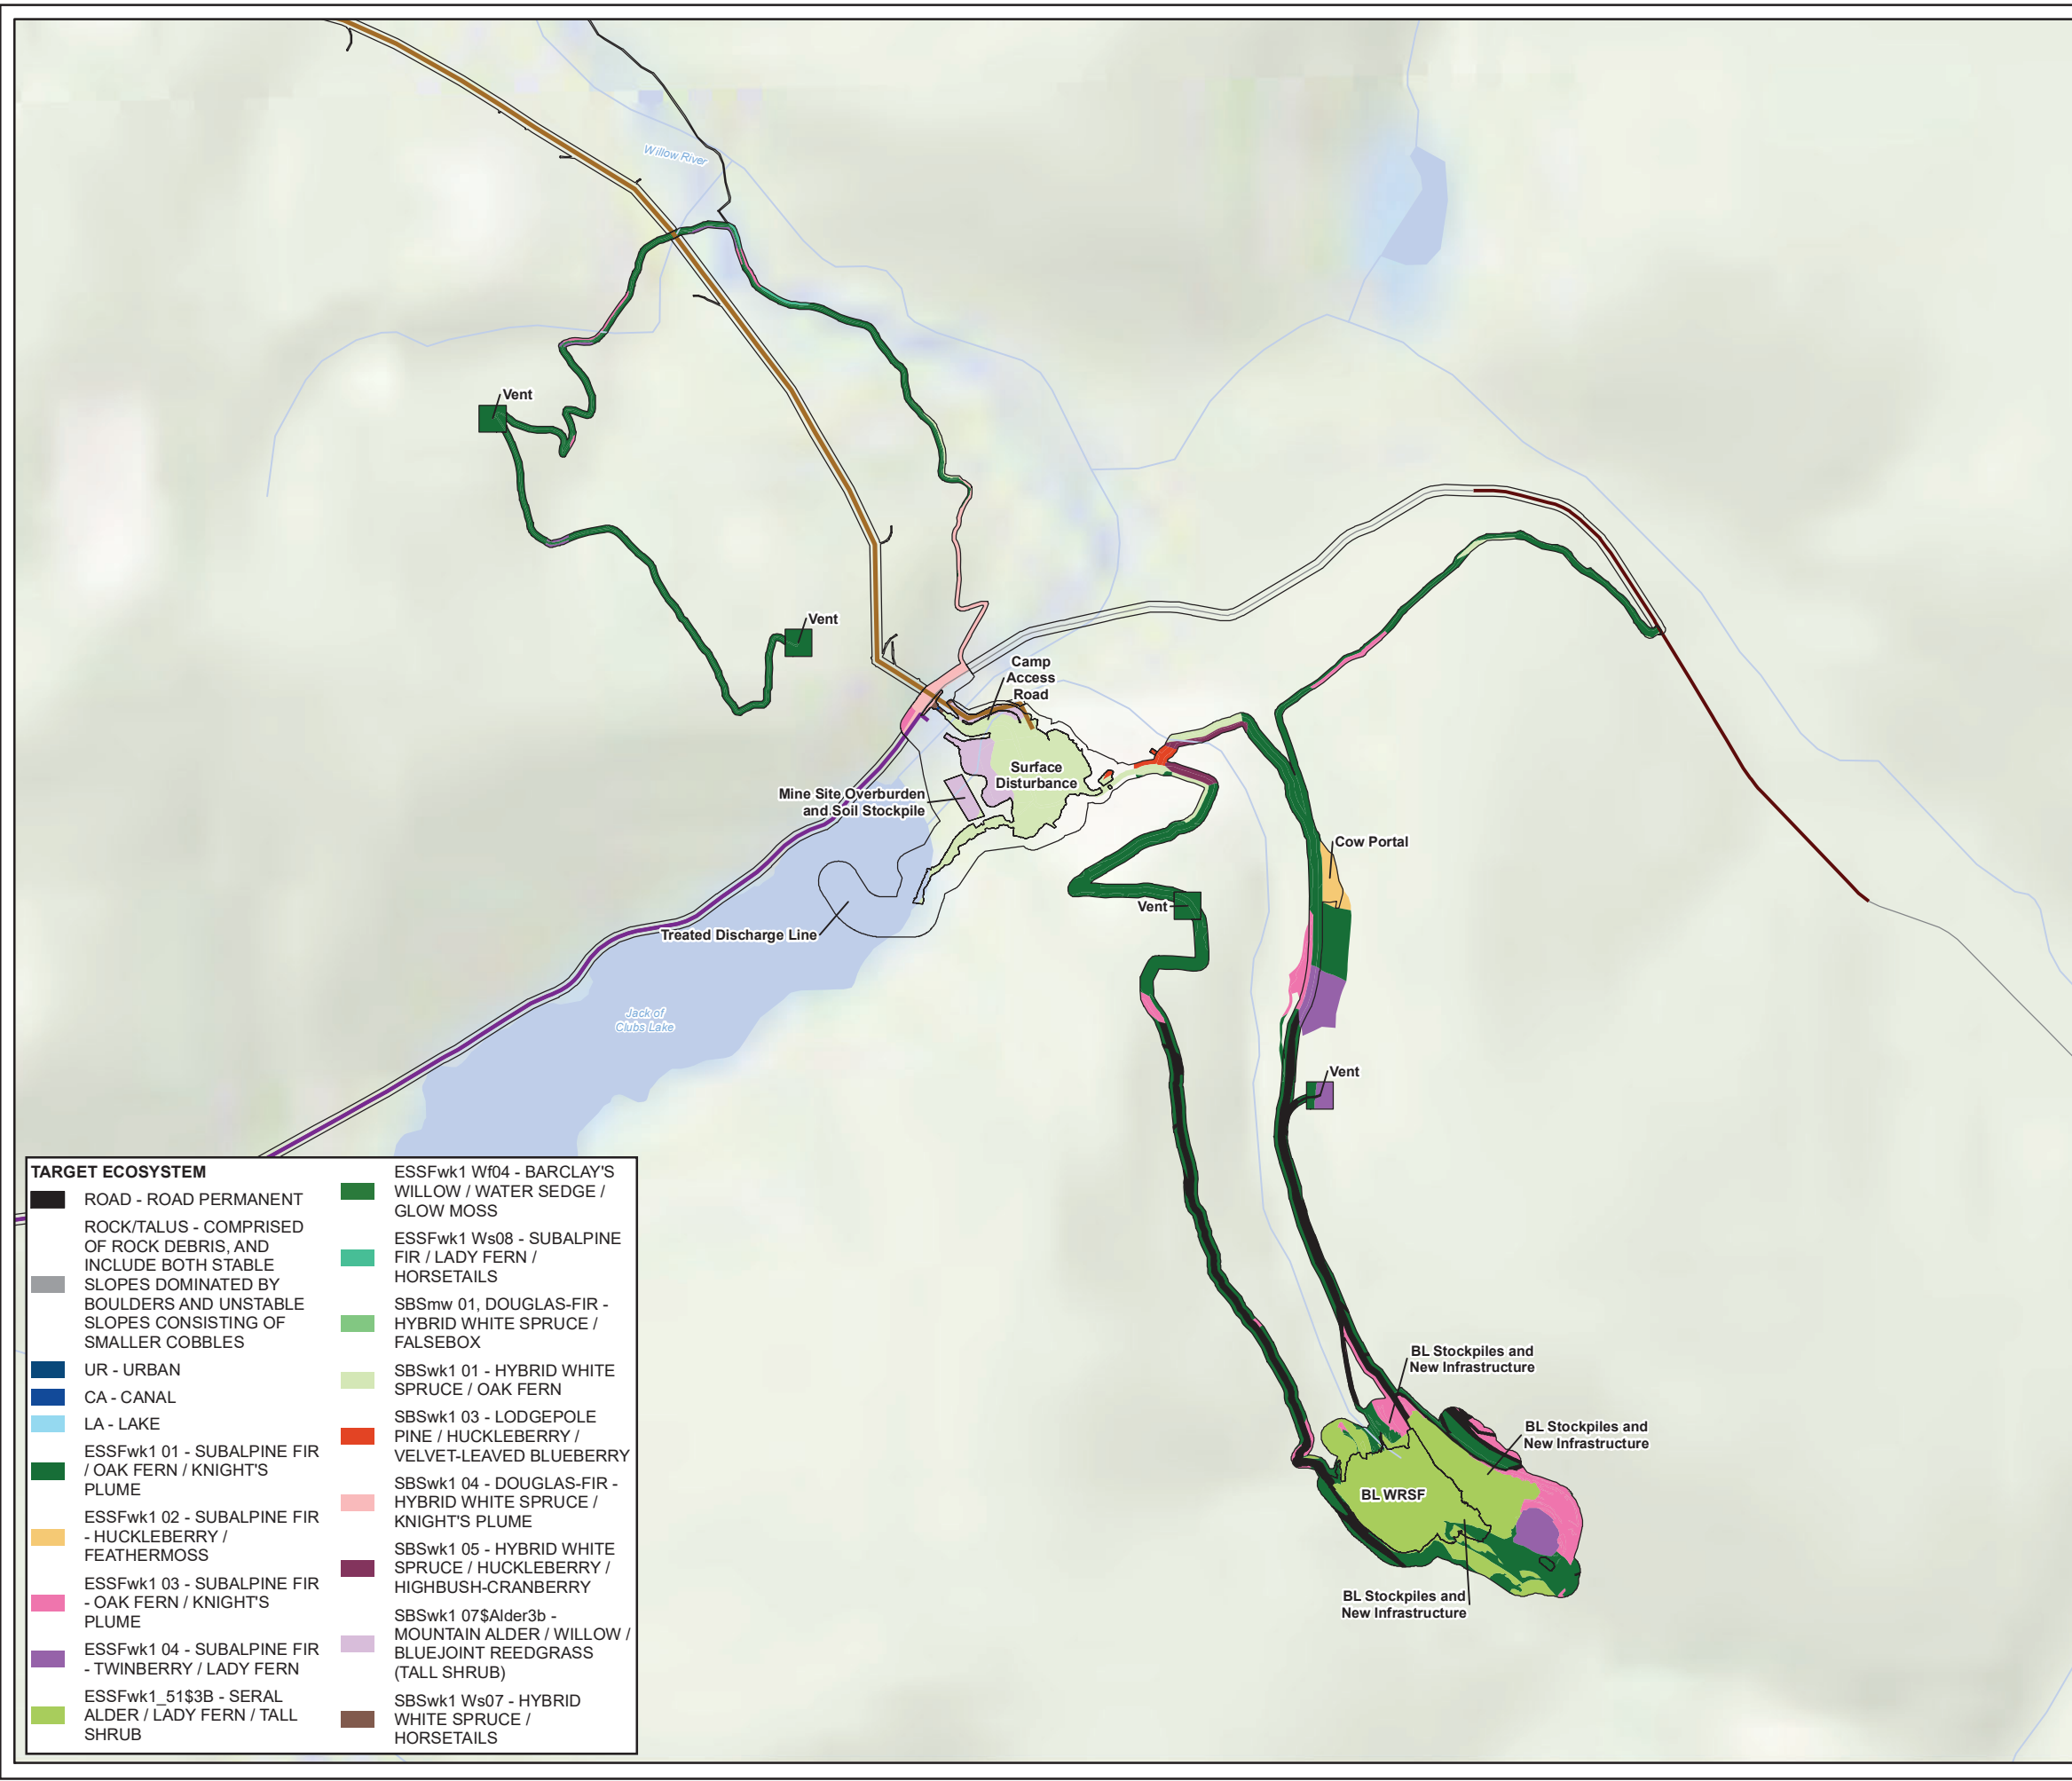 Willow River
Vent
Vent
Camp
Access
Road
Surface
Disturbance
Mine Site Overburden
and Soil Stockpile
Cow Portal
Vent
Treated Discharge Line
Jack of
Clubs Lake
Vent
BL Stockpiles and
New Infrastructure
BL Stockpiles and
New Infrastructure
BL WRSF
BL Stockpiles and
New Infrastructure
TARGET ECOSYSTEM
ROAD - ROAD PERMANENT
ROCK/TALUS - COMPRISED
OF ROCK DEBRIS, AND
INCLUDE BOTH STABLE
SLOPES DOMINATED BY
BOULDERS AND UNSTABLE
SLOPES CONSISTING OF
SMALLER COBBLES
UR - URBAN
CA - CANAL
LA - LAKE
ESSFwk1 01 - SUBALPINE FIR
/ OAK FERN / KNIGHT'S
PLUME
ESSFwk1 02 - SUBALPINE FIR
- HUCKLEBERRY /
FEATHERMOSS
ESSFwk1 03 - SUBALPINE FIR
- OAK FERN / KNIGHT'S
PLUME
ESSFwk1 04 - SUBALPINE FIR
- TWINBERRY / LADY FERN
ESSFwk1_51$3B - SERAL
ALDER / LADY FERN / TALL
SHRUB
ESSFwk1 Wf04 - BARCLAY'S
WILLOW / WATER SEDGE /
GLOW MOSS
ESSFwk1 Ws08 - SUBALPINE
FIR / LADY FERN /
HORSETAILS
SBSmw 01, DOUGLAS-FIR -
HYBRID WHITE SPRUCE /
FALSEBOX
SBSwk1 01 - HYBRID WHITE
SPRUCE / OAK FERN
SBSwk1 03 - LODGEPOLE
PINE / HUCKLEBERRY /
VELVET-LEAVED BLUEBERRY
SBSwk1 04 - DOUGLAS-FIR -
HYBRID WHITE SPRUCE /
KNIGHT'S PLUME
SBSwk1 05 - HYBRID WHITE
SPRUCE / HUCKLEBERRY /
HIGHBUSH-CRANBERRY
SBSwk1 07$Alder3b -
MOUNTAIN ALDER / WILLOW /
BLUEJOINT REEDGRASS
(TALL SHRUB)
SBSwk1 Ws07 - HYBRID
WHITE SPRUCE /
HORSETAILS